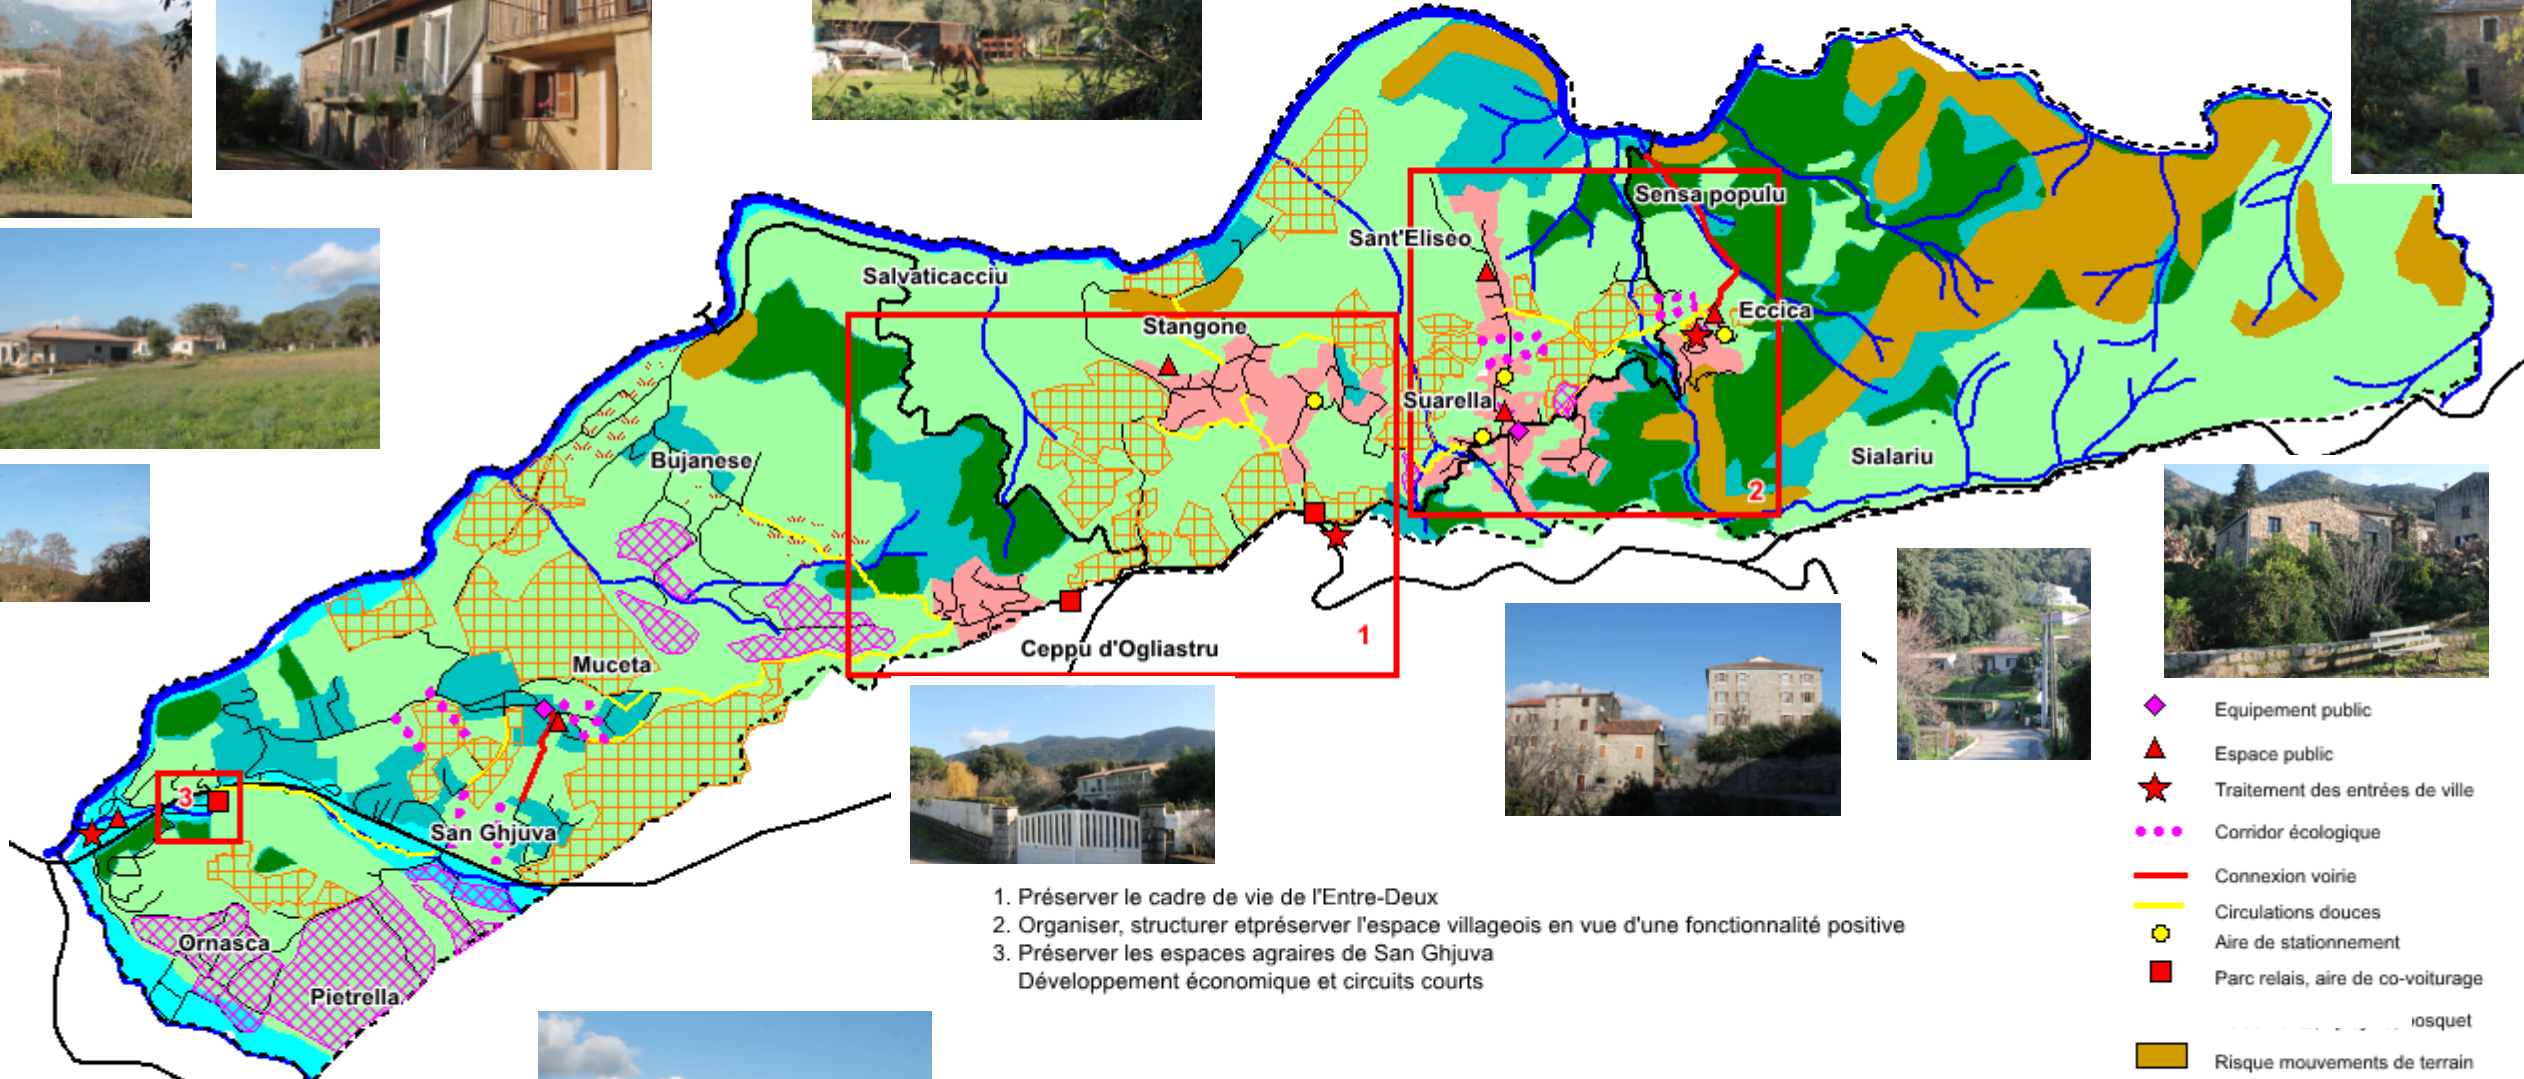 Sensa populu
Sant'Eliseo
Salvaticacciu
Eccica
Stangone
Suarella
Sialariu
Bujanese
2
1
Ceppu d'Ogliastru
Muceta
3
San Ghjuva
Ornasca
Pietrella
1. Préserver le cadre de vie de l'Entre-Deux
2. Organiser, structurer etpréserver l'espace villageois en vue d'une fonctionnalité positive
3. Préserver les espaces agraires de San Ghjuva
Développement économique et circuits courts
Equipement public
Espace public
Traitement des entrées de ville
Corridor écologique
Connexion voirie
Circulations douces
Aire de stationnement
Parc relais, aire de co-voiturage
Risque mouvements de terrain